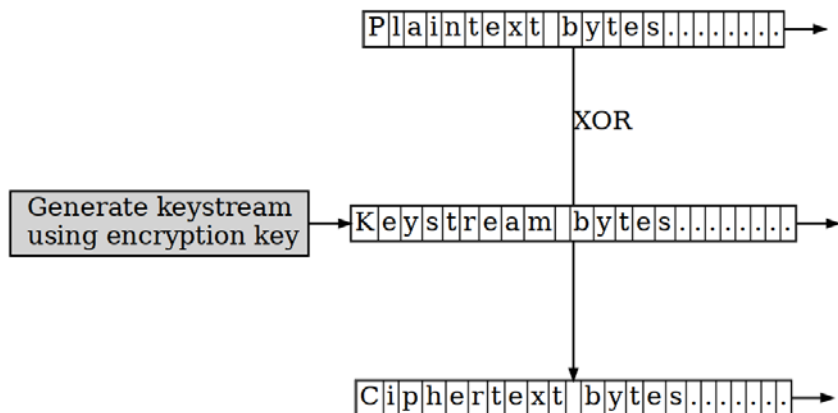 Plaintext bytes.........
XOR
Generate keystream
using encryption key
Keystream bytes.........
Ciphertext bytes.......